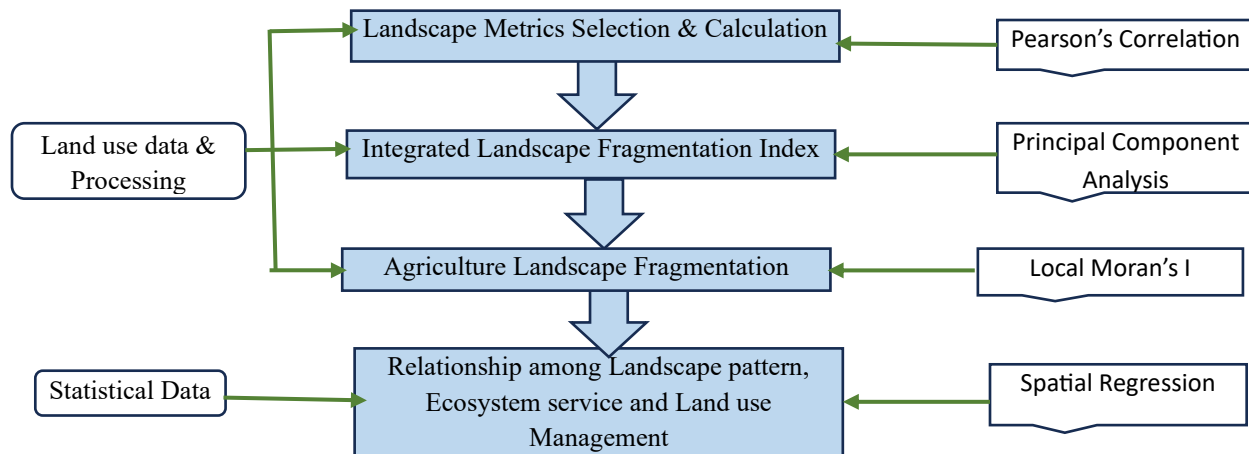 Landscape Metrics Selection & Calculation
Pearson’s Correlation
Land use data &
Processing
Integrated Landscape Fragmentation Index
Principal Component
Analysis
Agriculture Landscape Fragmentation
Local Moran’s I
Statistical Data
Relationship among Landscape pattern,
Ecosystem service and Land use
Management
Spatial Regression